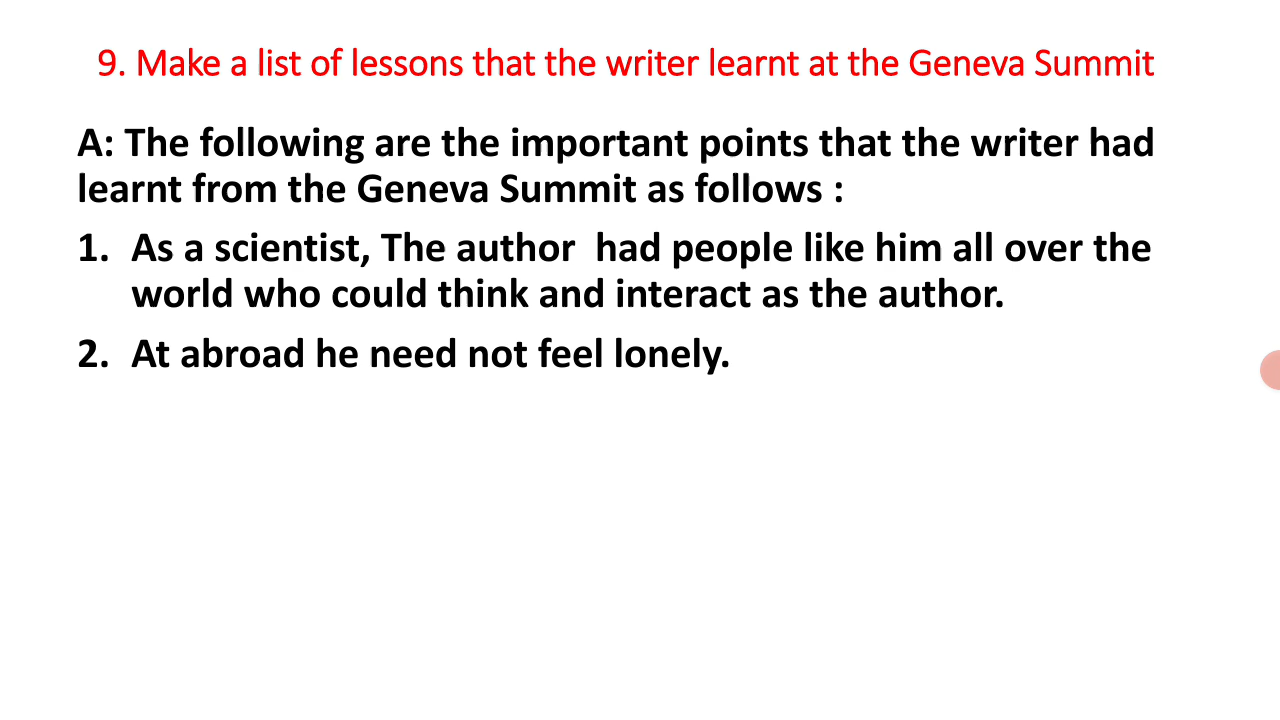 9. Make a list of lessons that the writer learnt at the Geneva Summit
A: The following are the important points that the writer had
learnt from the Geneva Summit as follows :
1. As a scientist, The author  had people like him all over the
world who could think and interact as the author.
2. At abroad he need not feel lonely.